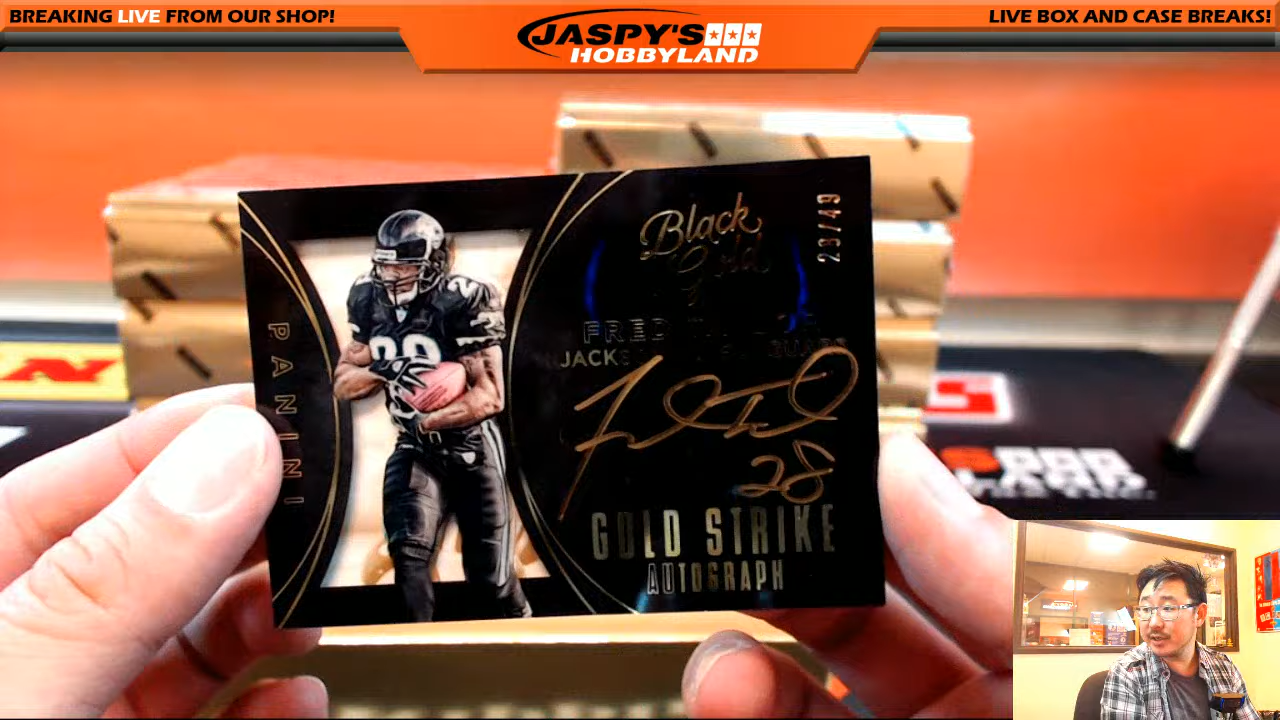 BREAKING LIVE FROM OUR SHOP!
JASPY'S
HOBBYLAND
LIVE BOX AND CASE BREAKS!
PANINI
Black
Gold
23/49
FRED
28
GOLD STRIKE
AUTOGRAPH